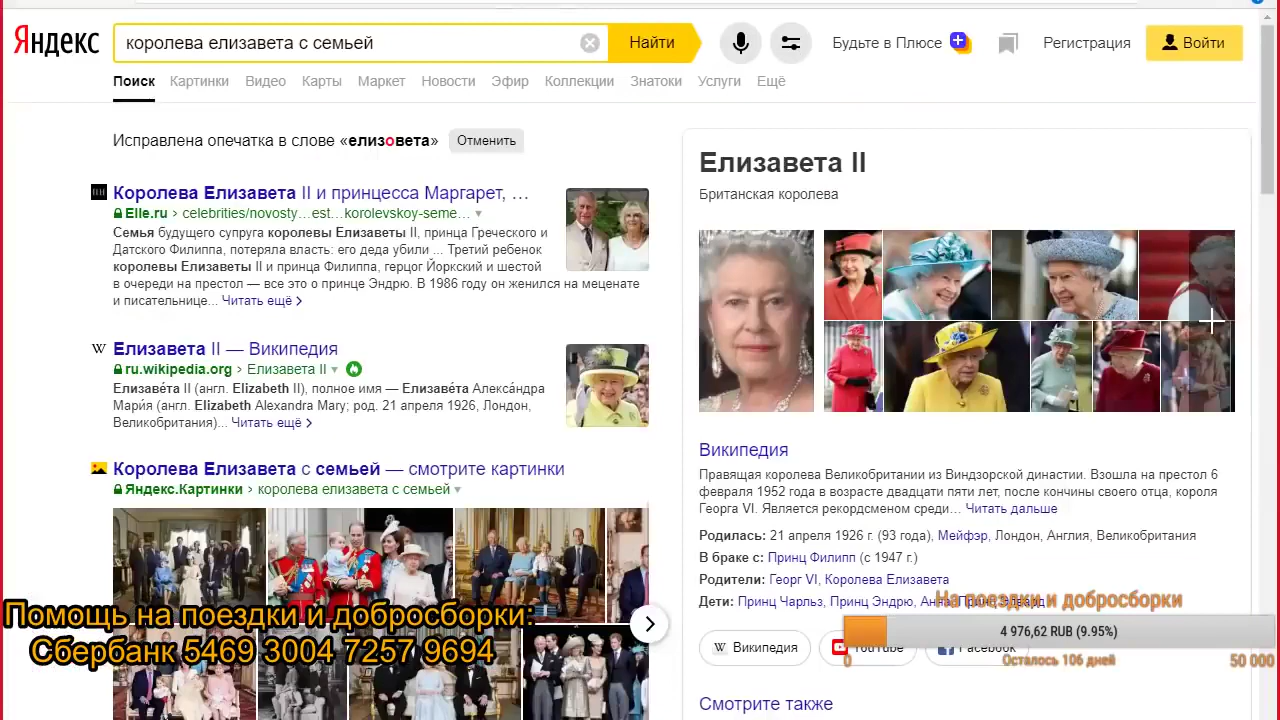 Яндекс
королева елизавета с семьей
Найти
Будьте в Плюсе
Регистрация
Войти
Поиск Картинки Видео Карты Маркет Новости Эфир Коллекции Знатоки Услуги Ещё
Исправлена опечатка в слове «елизовета» Отменить
Королева Елизавета II и принцесса Маргарет, ...
Elle.ru › celebrities/novosty…est…korolevskoy-seme…
Семья будущего супруга королевы Елизаветы II, принца Греческого и
Датского Филиппа, потеряла власть: его деда убили ... Третий ребенок
королевы Елизаветы II и принца Филиппа, герцог Йоркский и шестой
в очереди на престол — все это о принце Эндрю. В 1986 году он женился на меценате
и писательнице... Читать ещё >
W Елизавета II — Википедия
ru.wikipedia.org › Елизавета II
Елизаве́та II (англ. Elizabeth II), полное имя — Елизаве́та Алекса́ндра
Мари́я (англ. Elizabeth Alexandra Mary; род. 21 апреля 1926, Лондон,
Великобритания)... Читать ещё >
Королева Елизавета с семьей — смотрите картинки
Яндекс.Картинки › королева елизавета с семьей
Помощь на поездки и добросборки:
Сбербанк 5469 3004 7257 9694
Елизавета II
Британская королева
Википедия
Правящая королева Великобритании из Виндзорской династии. Взошла на престол 6
февраля 1952 года в возрасте двадцати пяти лет, после кончины своего отца, короля
Георга VI. Является рекордсменом среди... Читать дальше
Родилась: 21 апреля 1926 г. (93 года), Мейфэр, Лондон, Англия, Великобритания
В браке с: Принц Филипп (с 1947 г.)
Родители: Георг VI, Королева Елизавета
Дети: Принц Чарльз, Принц Эндрю, Анна, Принц Эдвард
На поездки и добросборки
4 976,62 RUB (9.95%)
W Википедия
YouTube
Facebook
0
Осталось 106 дней
50 000
Смотрите также